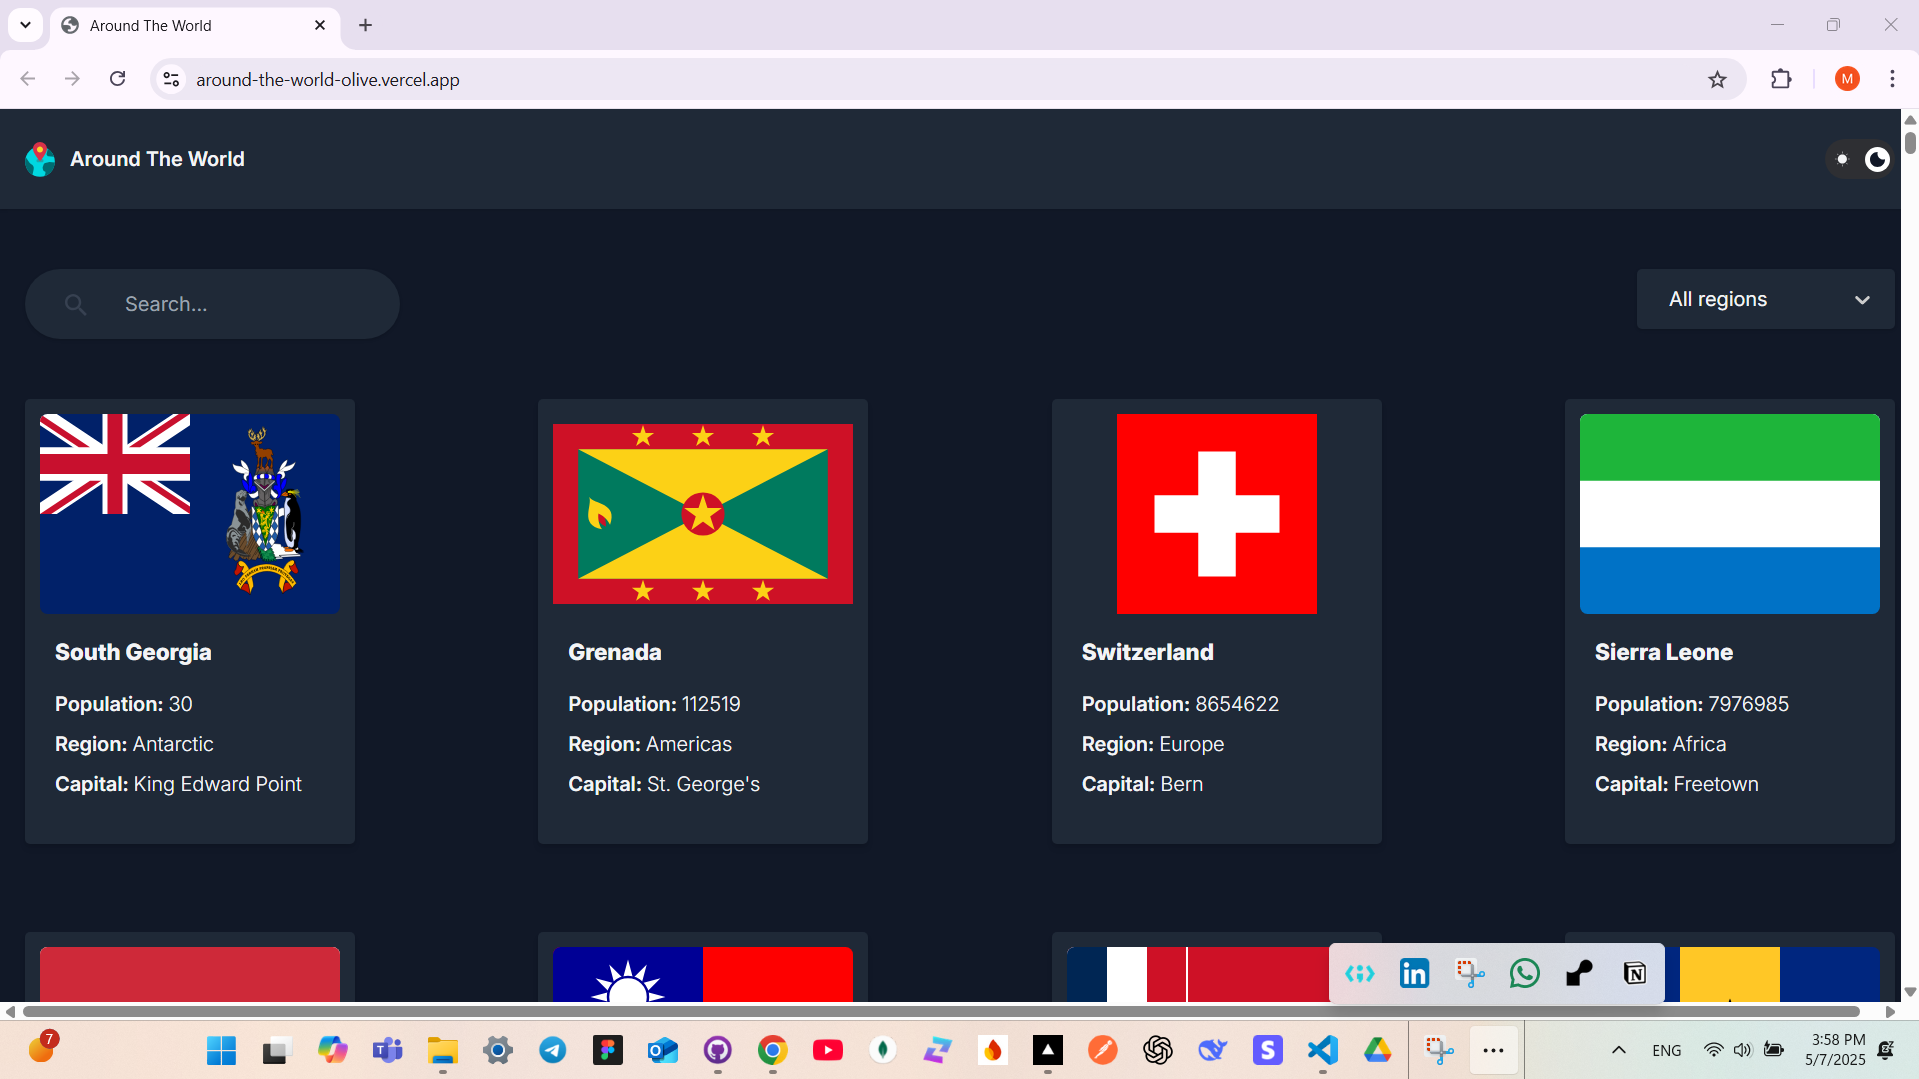 Around The World
around-the-world-olive.vercel.app
M
Around The World
Search...
All regions
South Georgia
Population: 30
Region: Antarctic
Capital: King Edward Point
Grenada
Population: 112519
Region: Americas
Capital: St. George's
Switzerland
Population: 8654622
Region: Europe
Capital: Bern
Sierra Leone
Population: 7976985
Region: Africa
Capital: Freetown
7
ENG
3:58 PM
5/7/2025